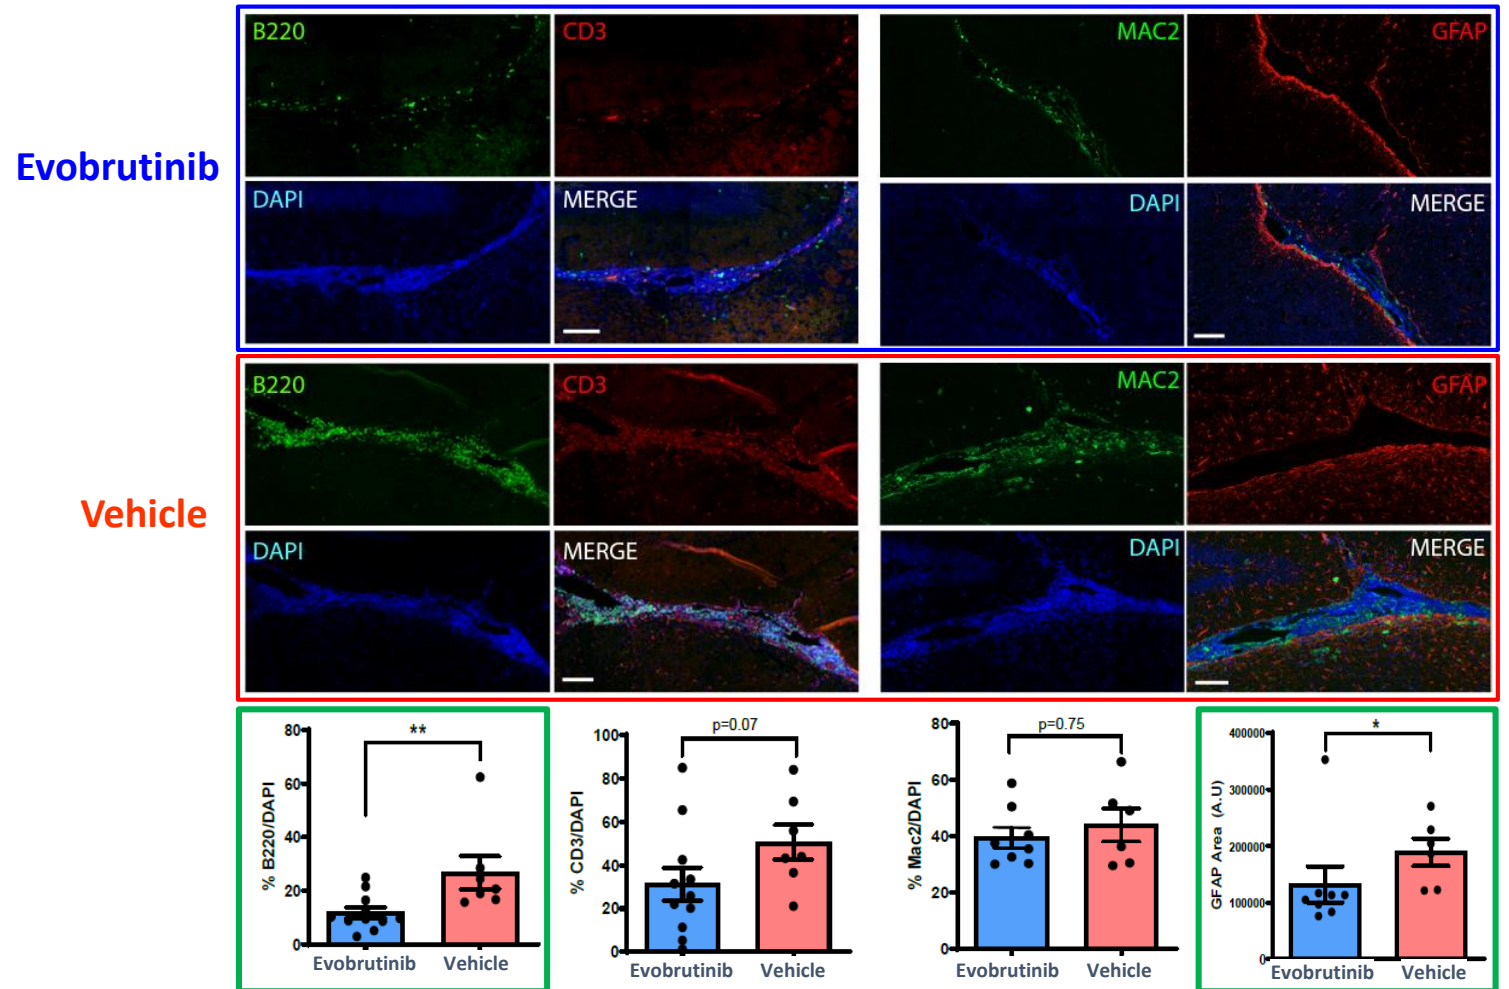 Evobrutinib
B220
CD3
MAC2
GFAP
DAPI
MERGE
DAPI
MERGE
Vehicle
B220
CD3
MAC2
GFAP
DAPI
MERGE
DAPI
MERGE
% B220/DAPI
80
60
40
20
0
**
Evobrutinib
Vehicle
% CD3/DAPI
100
80
60
40
20
0
p=0.07
Evobrutinib
Vehicle
% Mac2/DAPI
80
60
40
20
0
p=0.75
Evobrutinib
Vehicle
GFAP Area (A.U)
400000
300000
200000
100000
0
*
Evobrutinib
Vehicle